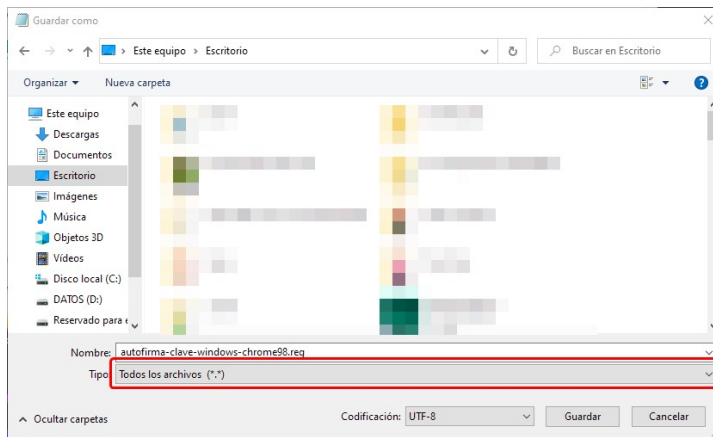 Guardar como
Este equipo > Escritorio
Buscar en Escritorio
Organizar
Nueva carpeta
Este equipo
Descargas
Documentos
Escritorio
Imágenes
Música
Objetos 3D
Vídeos
Disco local (C:)
DATOS (D:)
Reservado para e
Nombre: autofirma-clave-windows-chrome98.reg
Tipo: Todos los archivos (*.*)
Ocultar carpetas
Codificación: UTF-8
Guardar
Cancelar